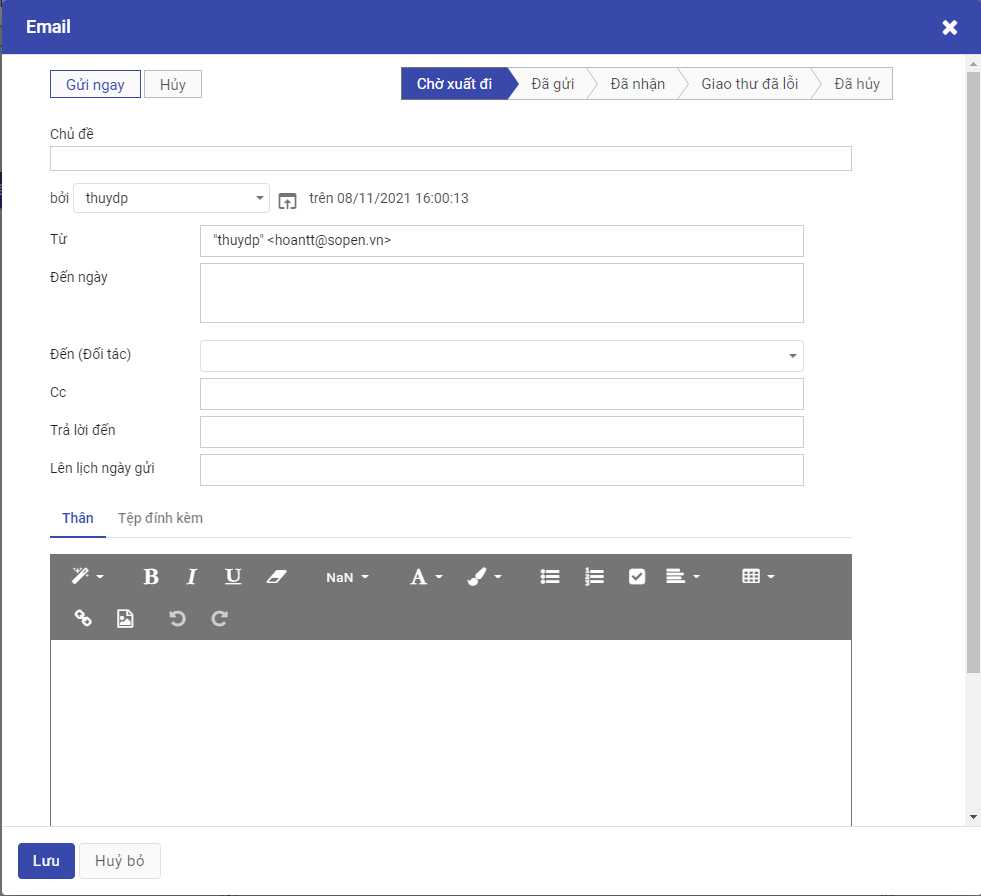 Email
Gửi ngay Hủy Chờ xuất đi Đã gửi Đã nhận Giao thư đã lỗi Đã hủy
Chủ đề
bởi thuydp trên 08/11/2021 16:00:13
Từ "thuydp" <hoantt@sopen.vn>
Đến ngày
Đến (Đối tác)
Cc
Trả lời đến
Lên lịch ngày gửi
Thân Tệp đính kèm
B I U NaN A
Lưu Huỷ bỏ